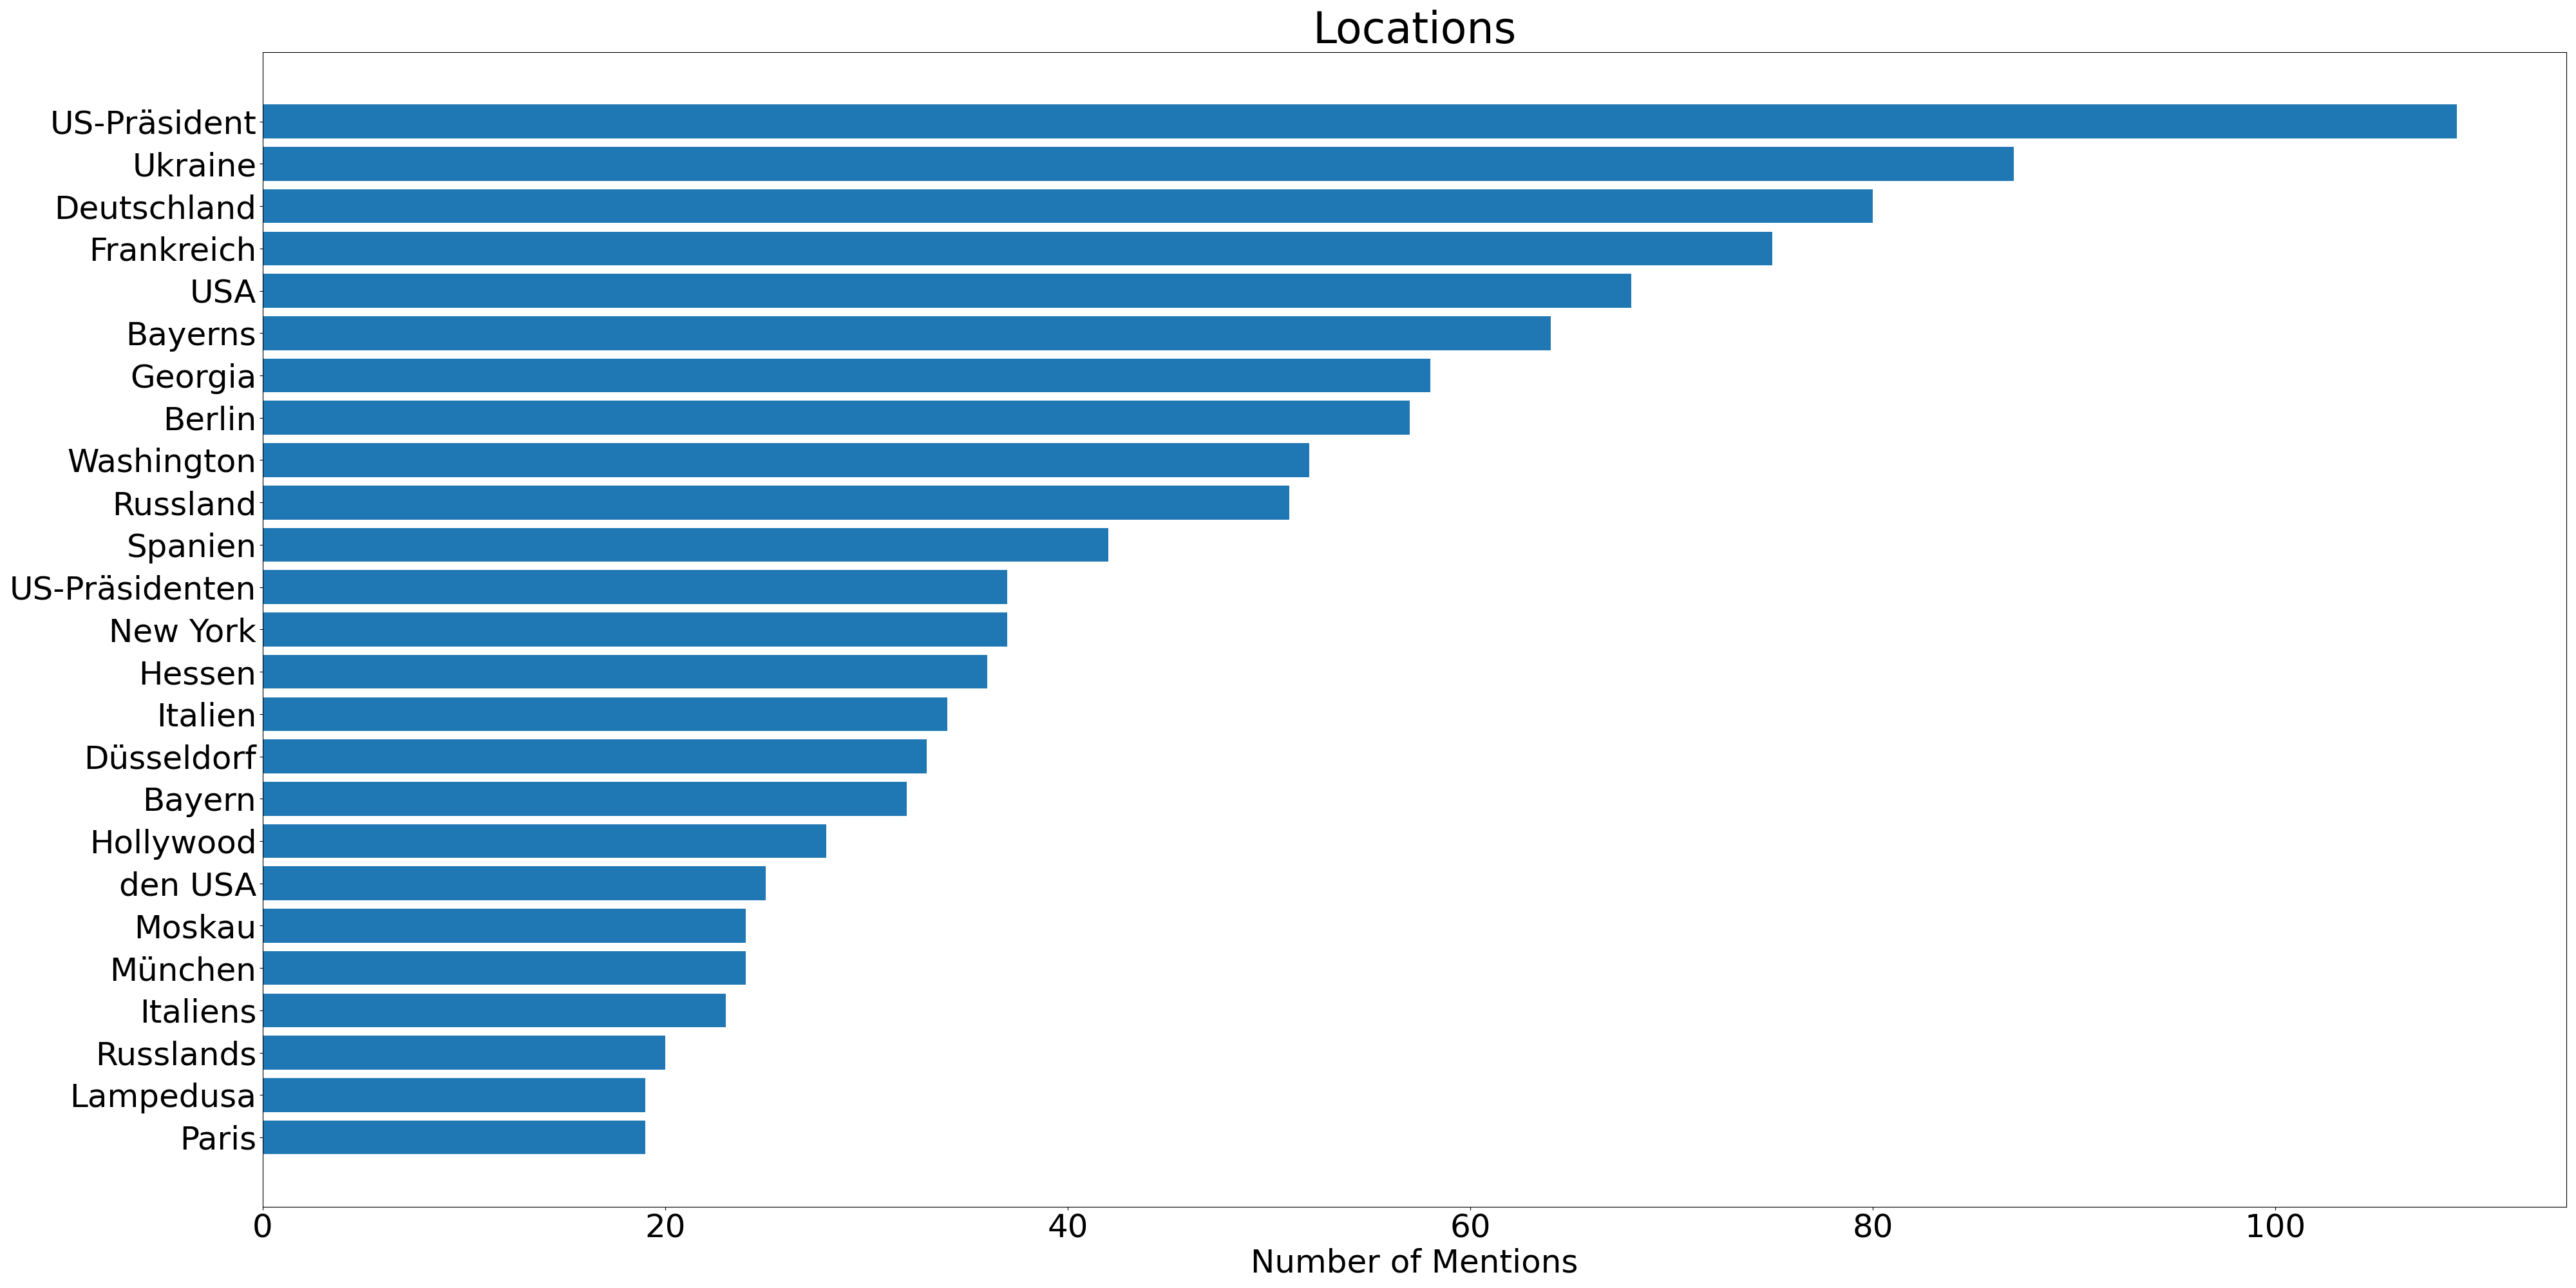 Locations
US-Präsident
Ukraine
Deutschland
Frankreich
USA
Bayerns
Georgia
Berlin
Washington
Russland
Spanien
US-Präsidenten
New York
Hessen
Italien
Düsseldorf
Bayern
Hollywood
den USA
Moskau
München
Italiens
Russlands
Lampedusa
Paris
0 20 40 60 80 100
Number of Mentions